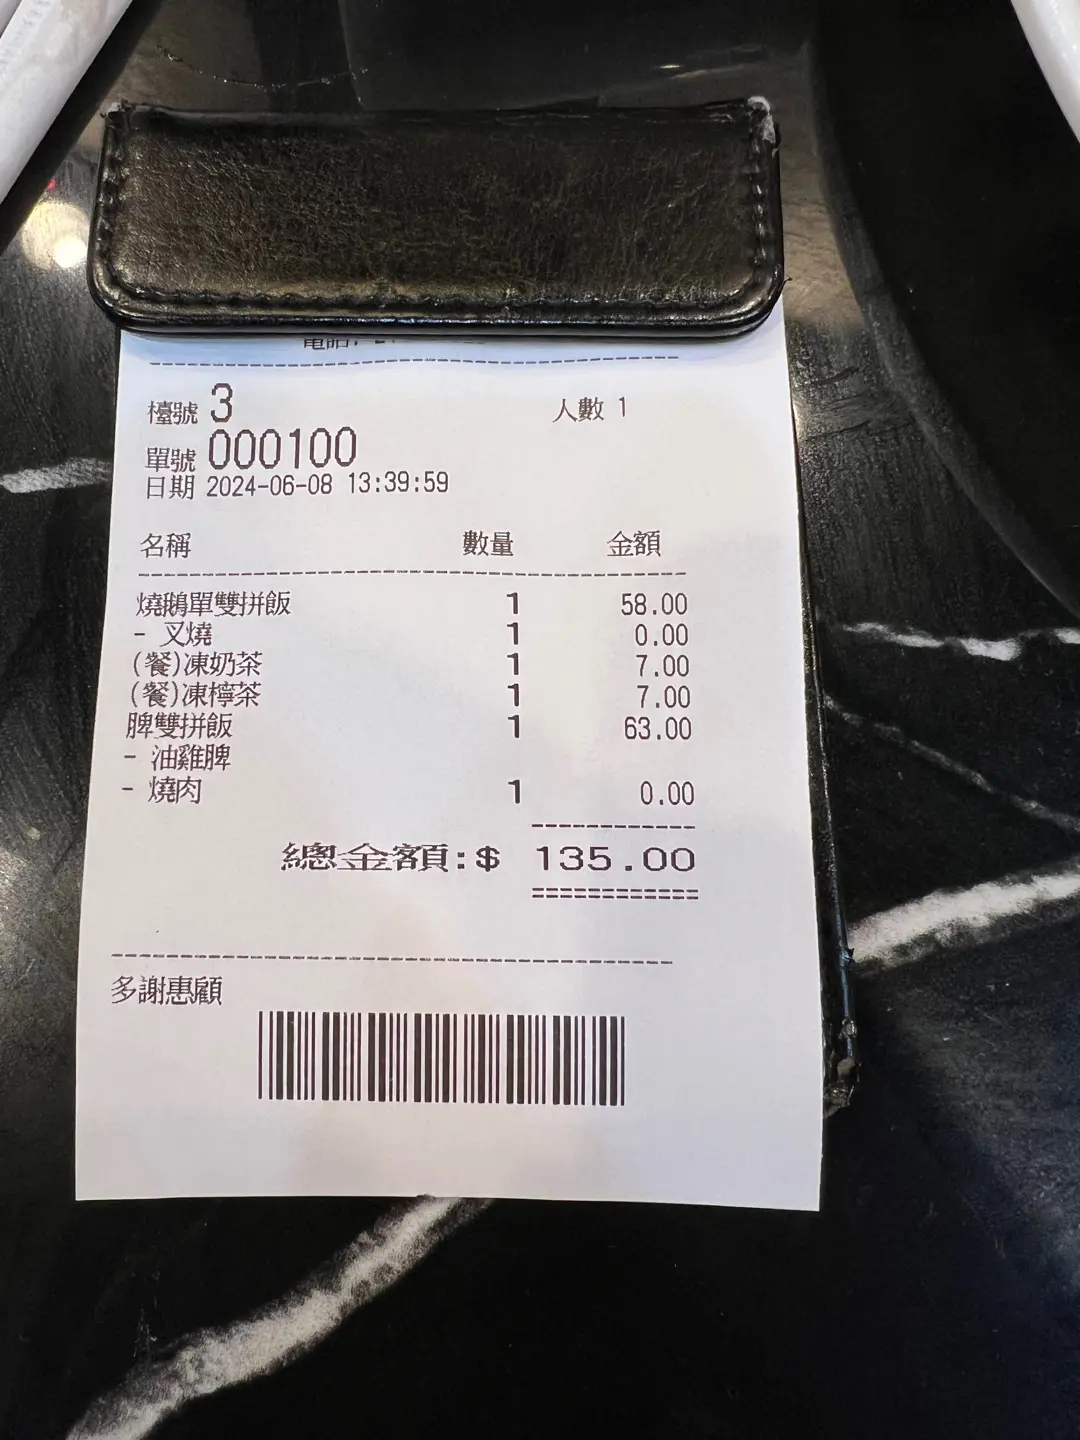 檯號 3 人數 1
單號 000100
日期 2024-06-08 13:39:59
名稱 數量 金額
燒鵝單雙拼飯 1 58.00
- 叉燒 1 0.00
(餐)凍奶茶 1 7.00
(餐)凍檸茶 1 7.00
脾雙拼飯 1 63.00
- 油雞脾
- 燒肉 1 0.00
總金額:$ 135.00
多謝惠顧